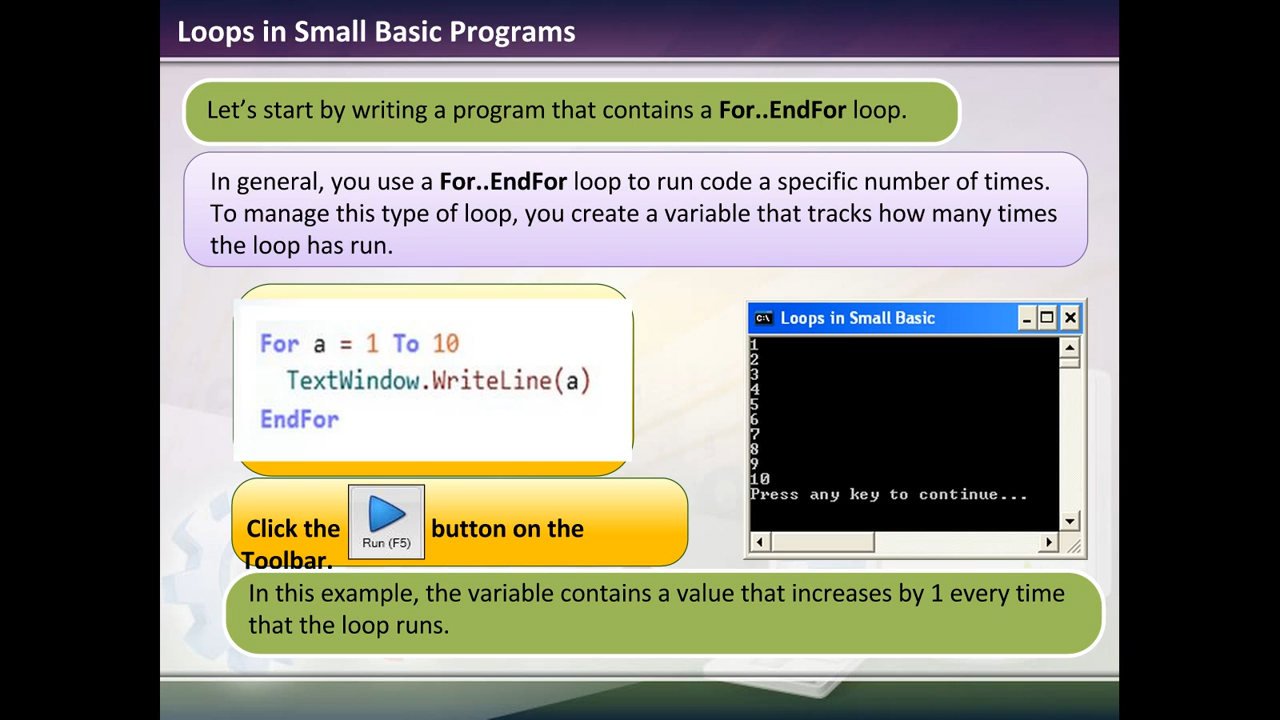 Loops in Small Basic Programs
Let’s start by writing a program that contains a For..EndFor loop.
In general, you use a For..EndFor loop to run code a specific number of times.
To manage this type of loop, you create a variable that tracks how many times
the loop has run.
For a = 1 To 10
TextWindow.WriteLine(a)
EndFor
C:\ Loops in Small Basic
1
2
3
4
5
6
7
8
9
10
Press any key to continue...
Click the Run (F5) button on the
Toolbar.
In this example, the variable contains a value that increases by 1 every time
that the loop runs.